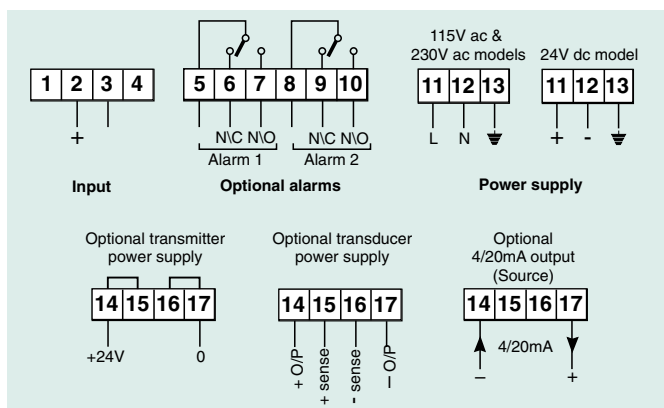 115V ac &
230V ac models
24V dc model
1 2 3 4
5 6 7 8 9 10
11 12 13
11 12 13
+
N\C N\O
N\C N\O
L N
+ -
Alarm 1
Alarm 2
Input
Optional alarms
Power supply
Optional transmitter
power supply
Optional transducer
power supply
Optional
4/20mA output
(Source)
14 15 16 17
14 15 16 17
14 15 16 17
+24V
0
+ O/P
+ sense
- sense
– O/P
4/20mA
– +